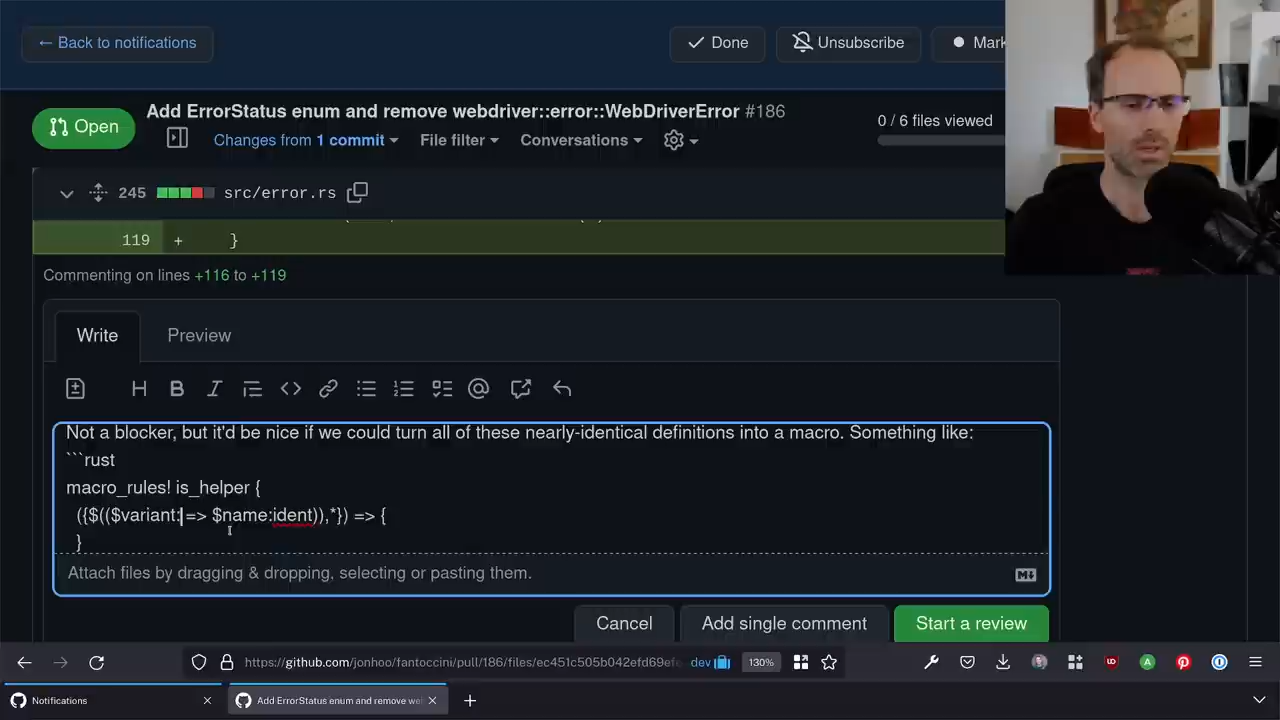 ← Back to notifications
Done
Unsubscribe
Mark
Open
Add ErrorStatus enum and remove webdriver::error::WebDriverError #186
Changes from 1 commit
File filter
Conversations
0 / 6 files viewed
245
src/error.rs
119 + }
Commenting on lines +116 to +119
Write
Preview
Not a blocker, but it'd be nice if we could turn all of these nearly-identical definitions into a macro. Something like:
```rust
macro_rules! is_helper {
({$(($variant:=> $name:ident)),*}) => {
}
Attach files by dragging & dropping, selecting or pasting them.
Cancel
Add single comment
Start a review
https://github.com/jonhoo/fantoccini/pull/186/files/ec451c505b042efd69efe
dev
130%
Notifications
Add ErrorStatus enum and remove we